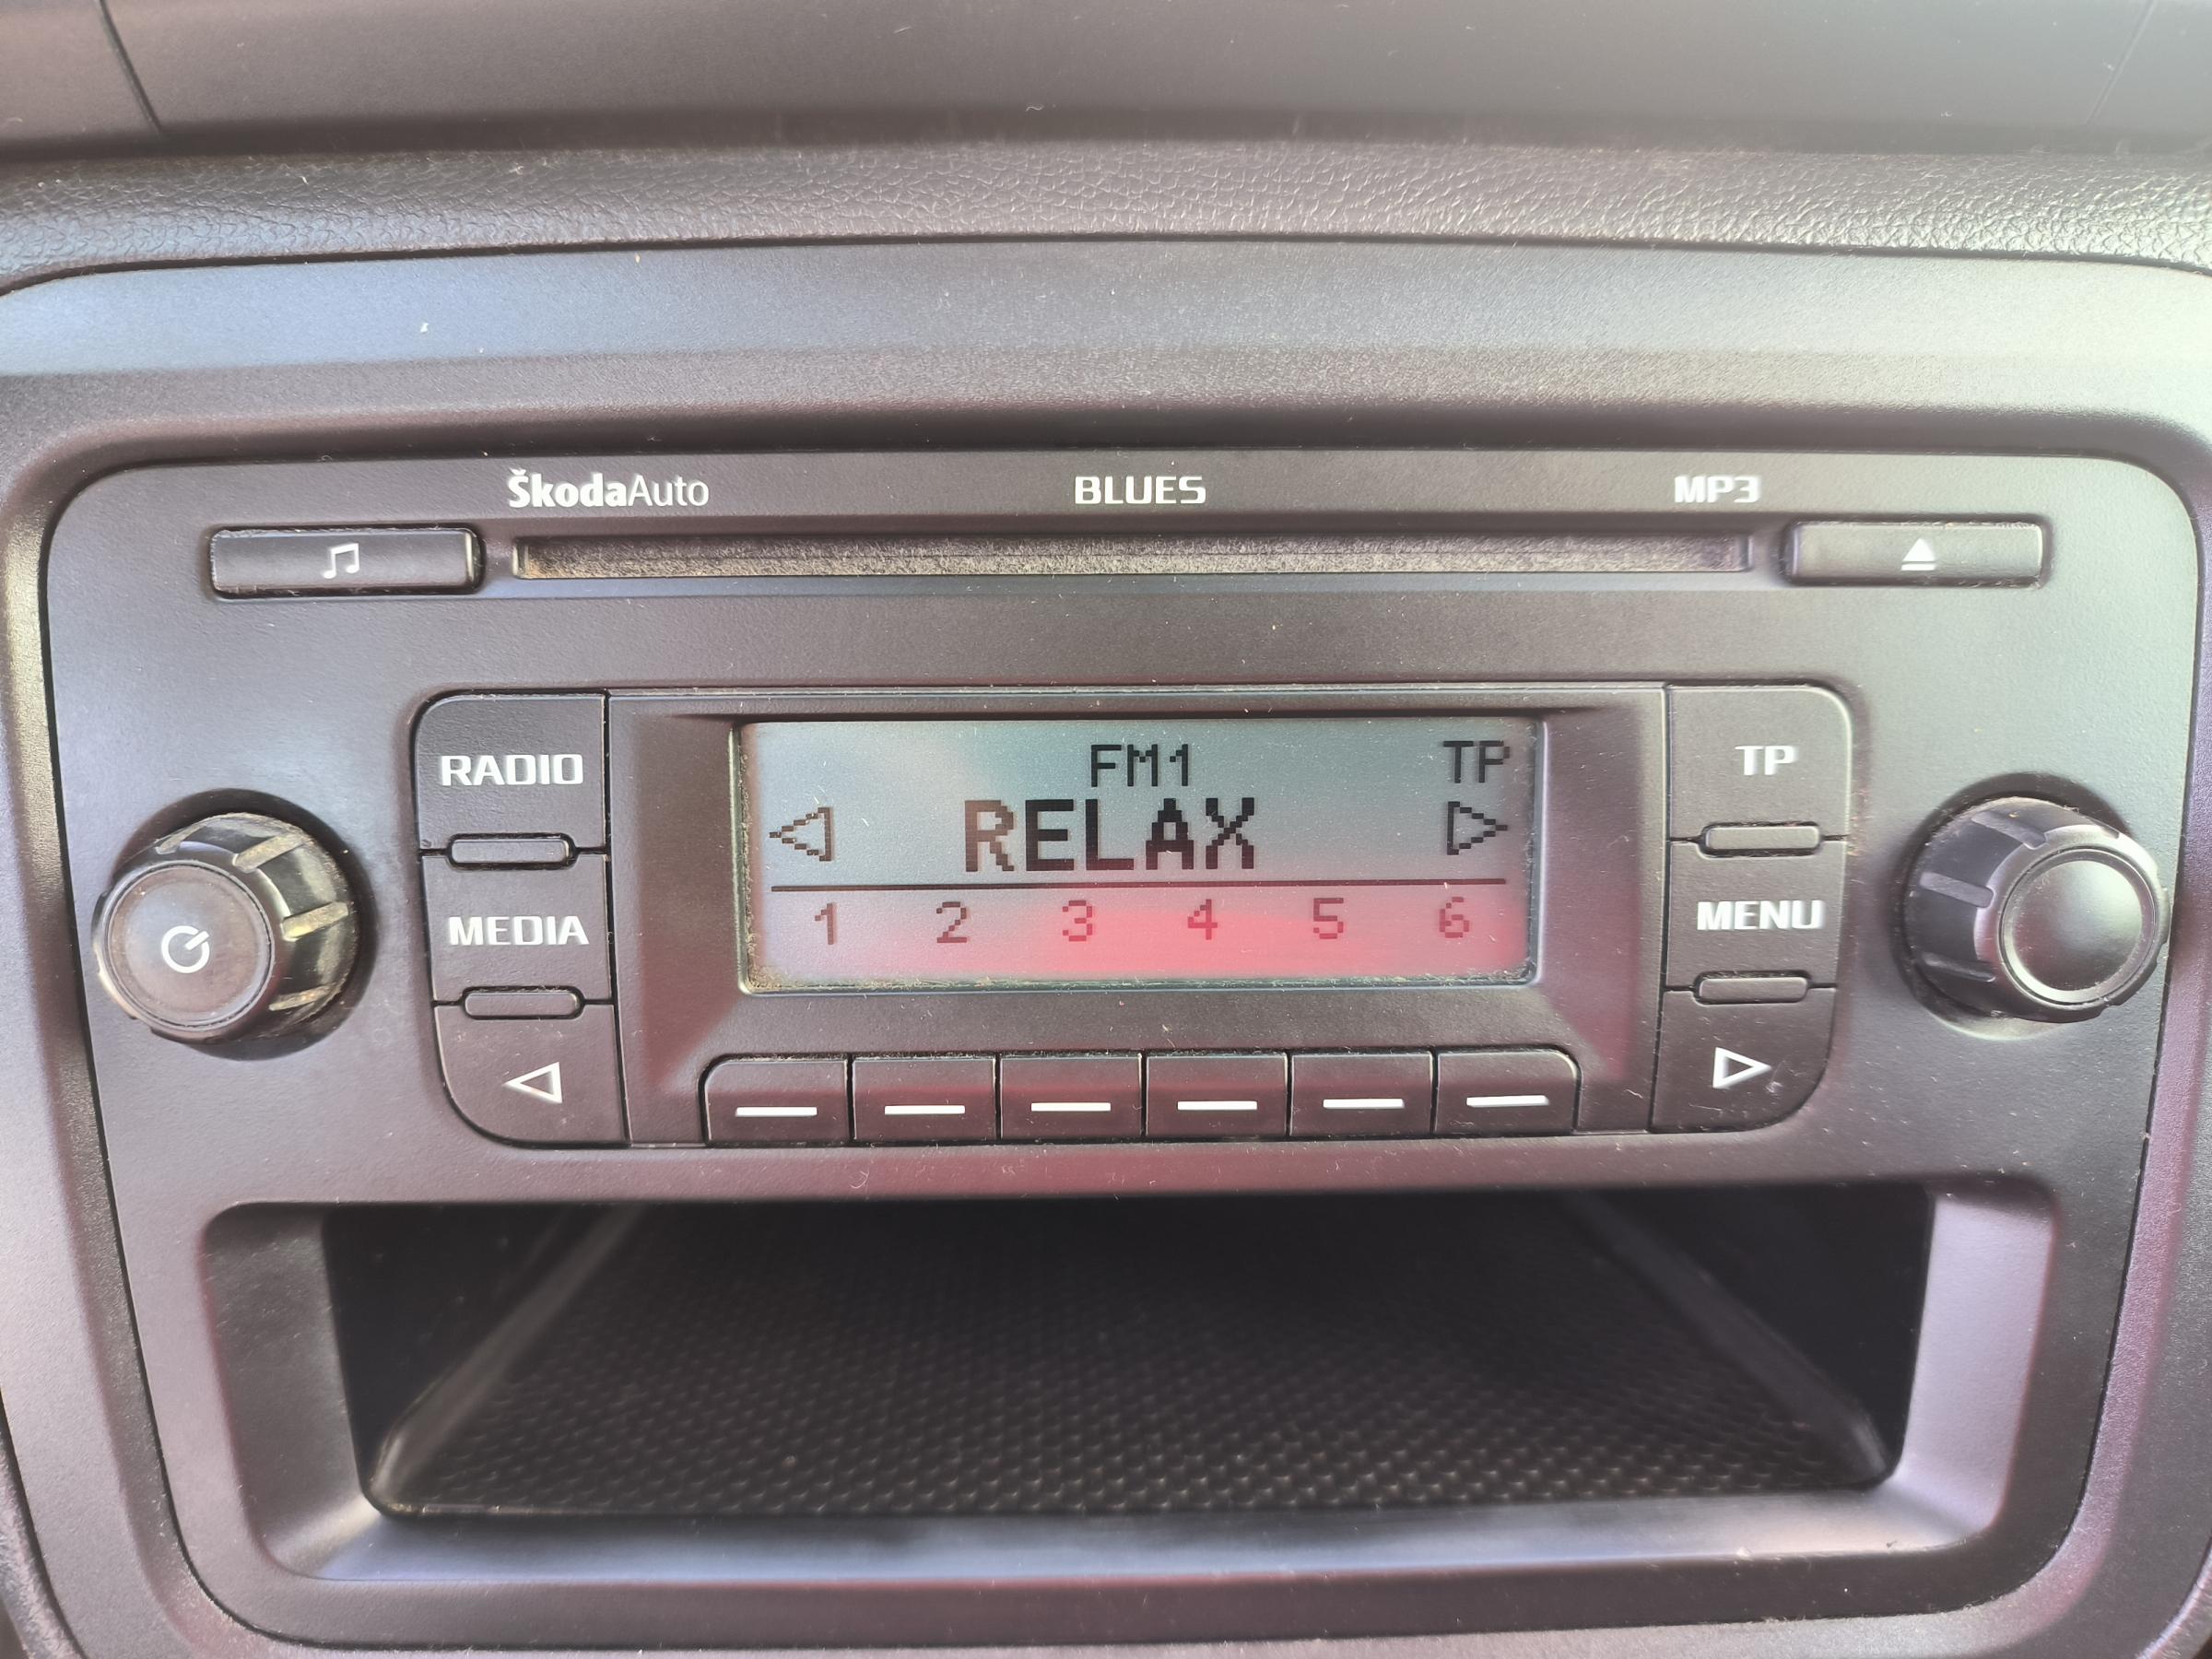 ŠkodaAuto BLUES MP3
RADIO
FM1 TP
TP
RELAX
MEDIA
1 2 3 4 5 6
MENU